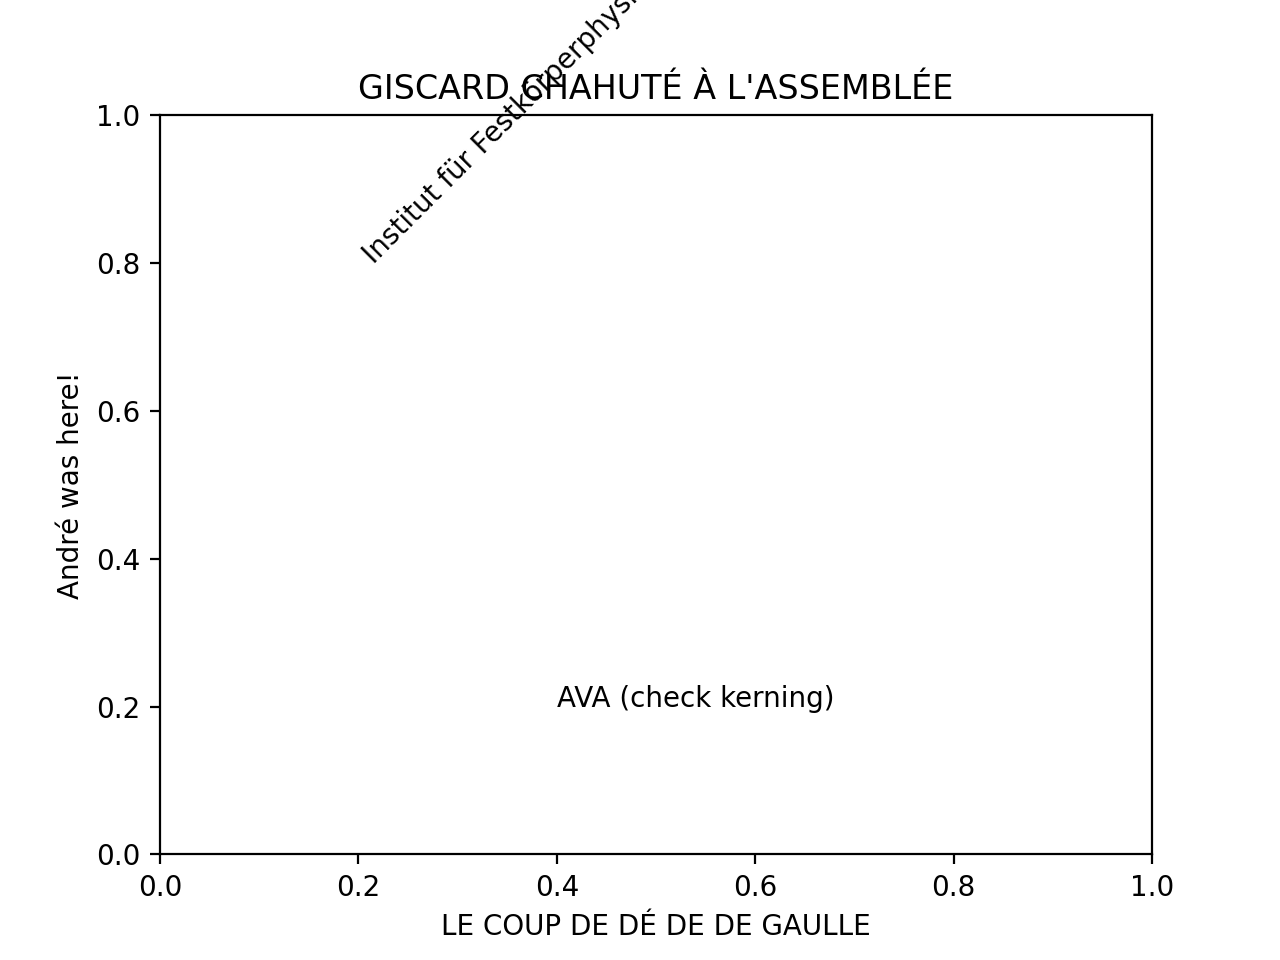 GISCARD CHAHUTÉ À L'ASSEMBLÉE
Institut für
1.0
0.8
0.6
0.4
0.2
0.0
André was here!
AVA (check kerning)
0.0 0.2 0.4 0.6 0.8 1.0
LE COUP DE DÉ DE DE GAULLE